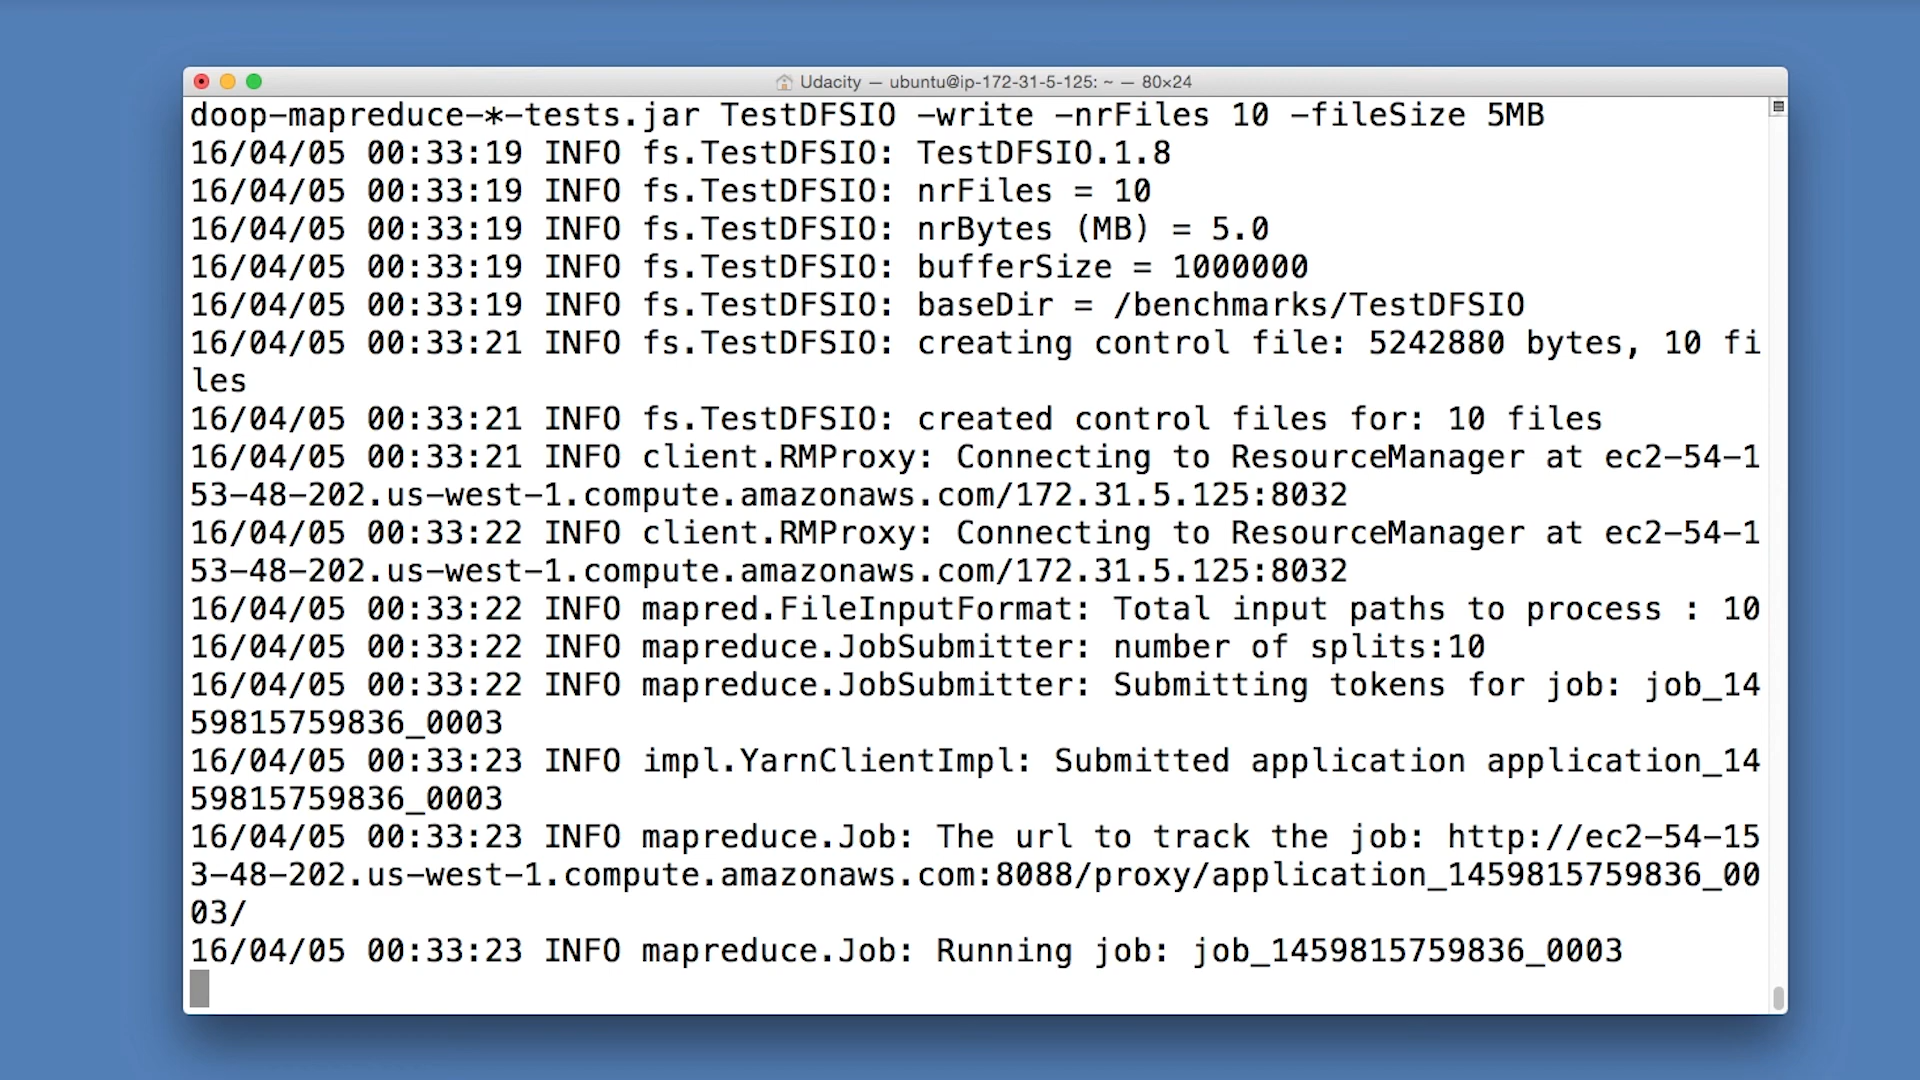 Udacity — ubuntu@ip-172-31-5-125: ~ — 80×24
doop-mapreduce-*-tests.jar TestDFSIO -write -nrFiles 10 -fileSize 5MB
16/04/05 00:33:19 INFO fs.TestDFSIO: TestDFSIO.1.8
16/04/05 00:33:19 INFO fs.TestDFSIO: nrFiles = 10
16/04/05 00:33:19 INFO fs.TestDFSIO: nrBytes (MB) = 5.0
16/04/05 00:33:19 INFO fs.TestDFSIO: bufferSize = 1000000
16/04/05 00:33:19 INFO fs.TestDFSIO: baseDir = /benchmarks/TestDFSIO
16/04/05 00:33:21 INFO fs.TestDFSIO: creating control file: 5242880 bytes, 10 fi
les
16/04/05 00:33:21 INFO fs.TestDFSIO: created control files for: 10 files
16/04/05 00:33:21 INFO client.RMProxy: Connecting to ResourceManager at ec2-54-1
53-48-202.us-west-1.compute.amazonaws.com/172.31.5.125:8032
16/04/05 00:33:22 INFO client.RMProxy: Connecting to ResourceManager at ec2-54-1
53-48-202.us-west-1.compute.amazonaws.com/172.31.5.125:8032
16/04/05 00:33:22 INFO mapred.FileInputFormat: Total input paths to process : 10
16/04/05 00:33:22 INFO mapreduce.JobSubmitter: number of splits:10
16/04/05 00:33:22 INFO mapreduce.JobSubmitter: Submitting tokens for job: job_14
59815759836_0003
16/04/05 00:33:23 INFO impl.YarnClientImpl: Submitted application application_14
59815759836_0003
16/04/05 00:33:23 INFO mapreduce.Job: The url to track the job: http://ec2-54-15
3-48-202.us-west-1.compute.amazonaws.com:8088/proxy/application_1459815759836_00
03/
16/04/05 00:33:23 INFO mapreduce.Job: Running job: job_1459815759836_0003